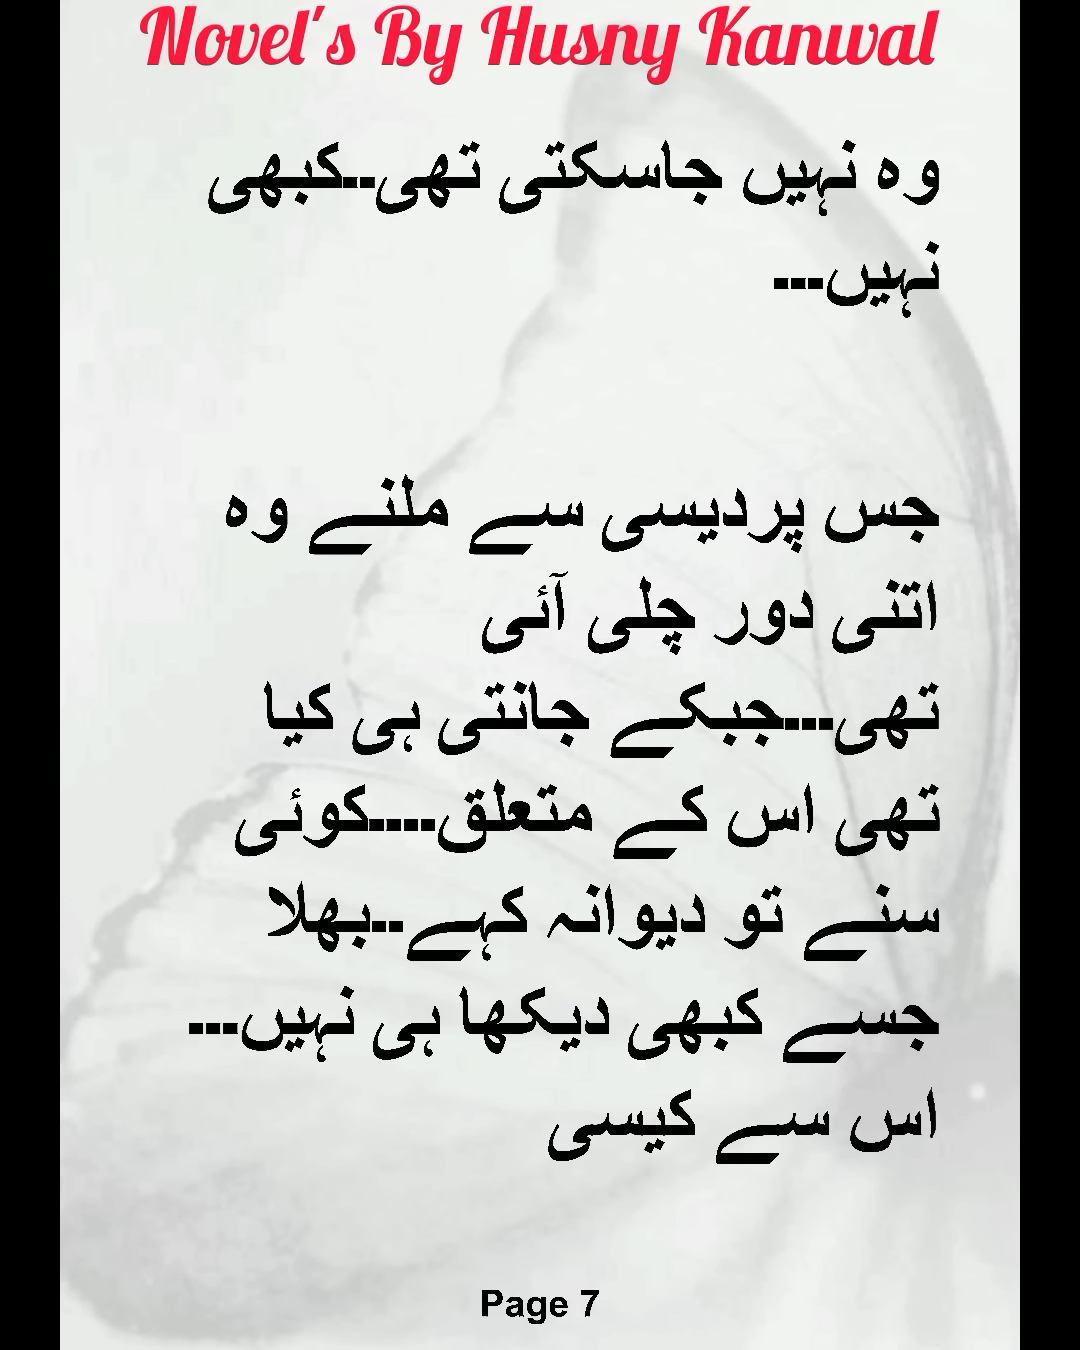 Novel's By Husny Kanwal
وہ نہیں جاسکتی تھی--کبھی
نہیں---
جس پردیسی سے ملنے وہ
اتنی دور چلی آئی
تھی---جبکے جانتی ہی کیا
تھی اس کے متعلق----کوئی
سنے تو دیوانہ کہے--بھلا
جسے کبھی دیکھا ہی نہیں---
اس سے کیسی
Page 7